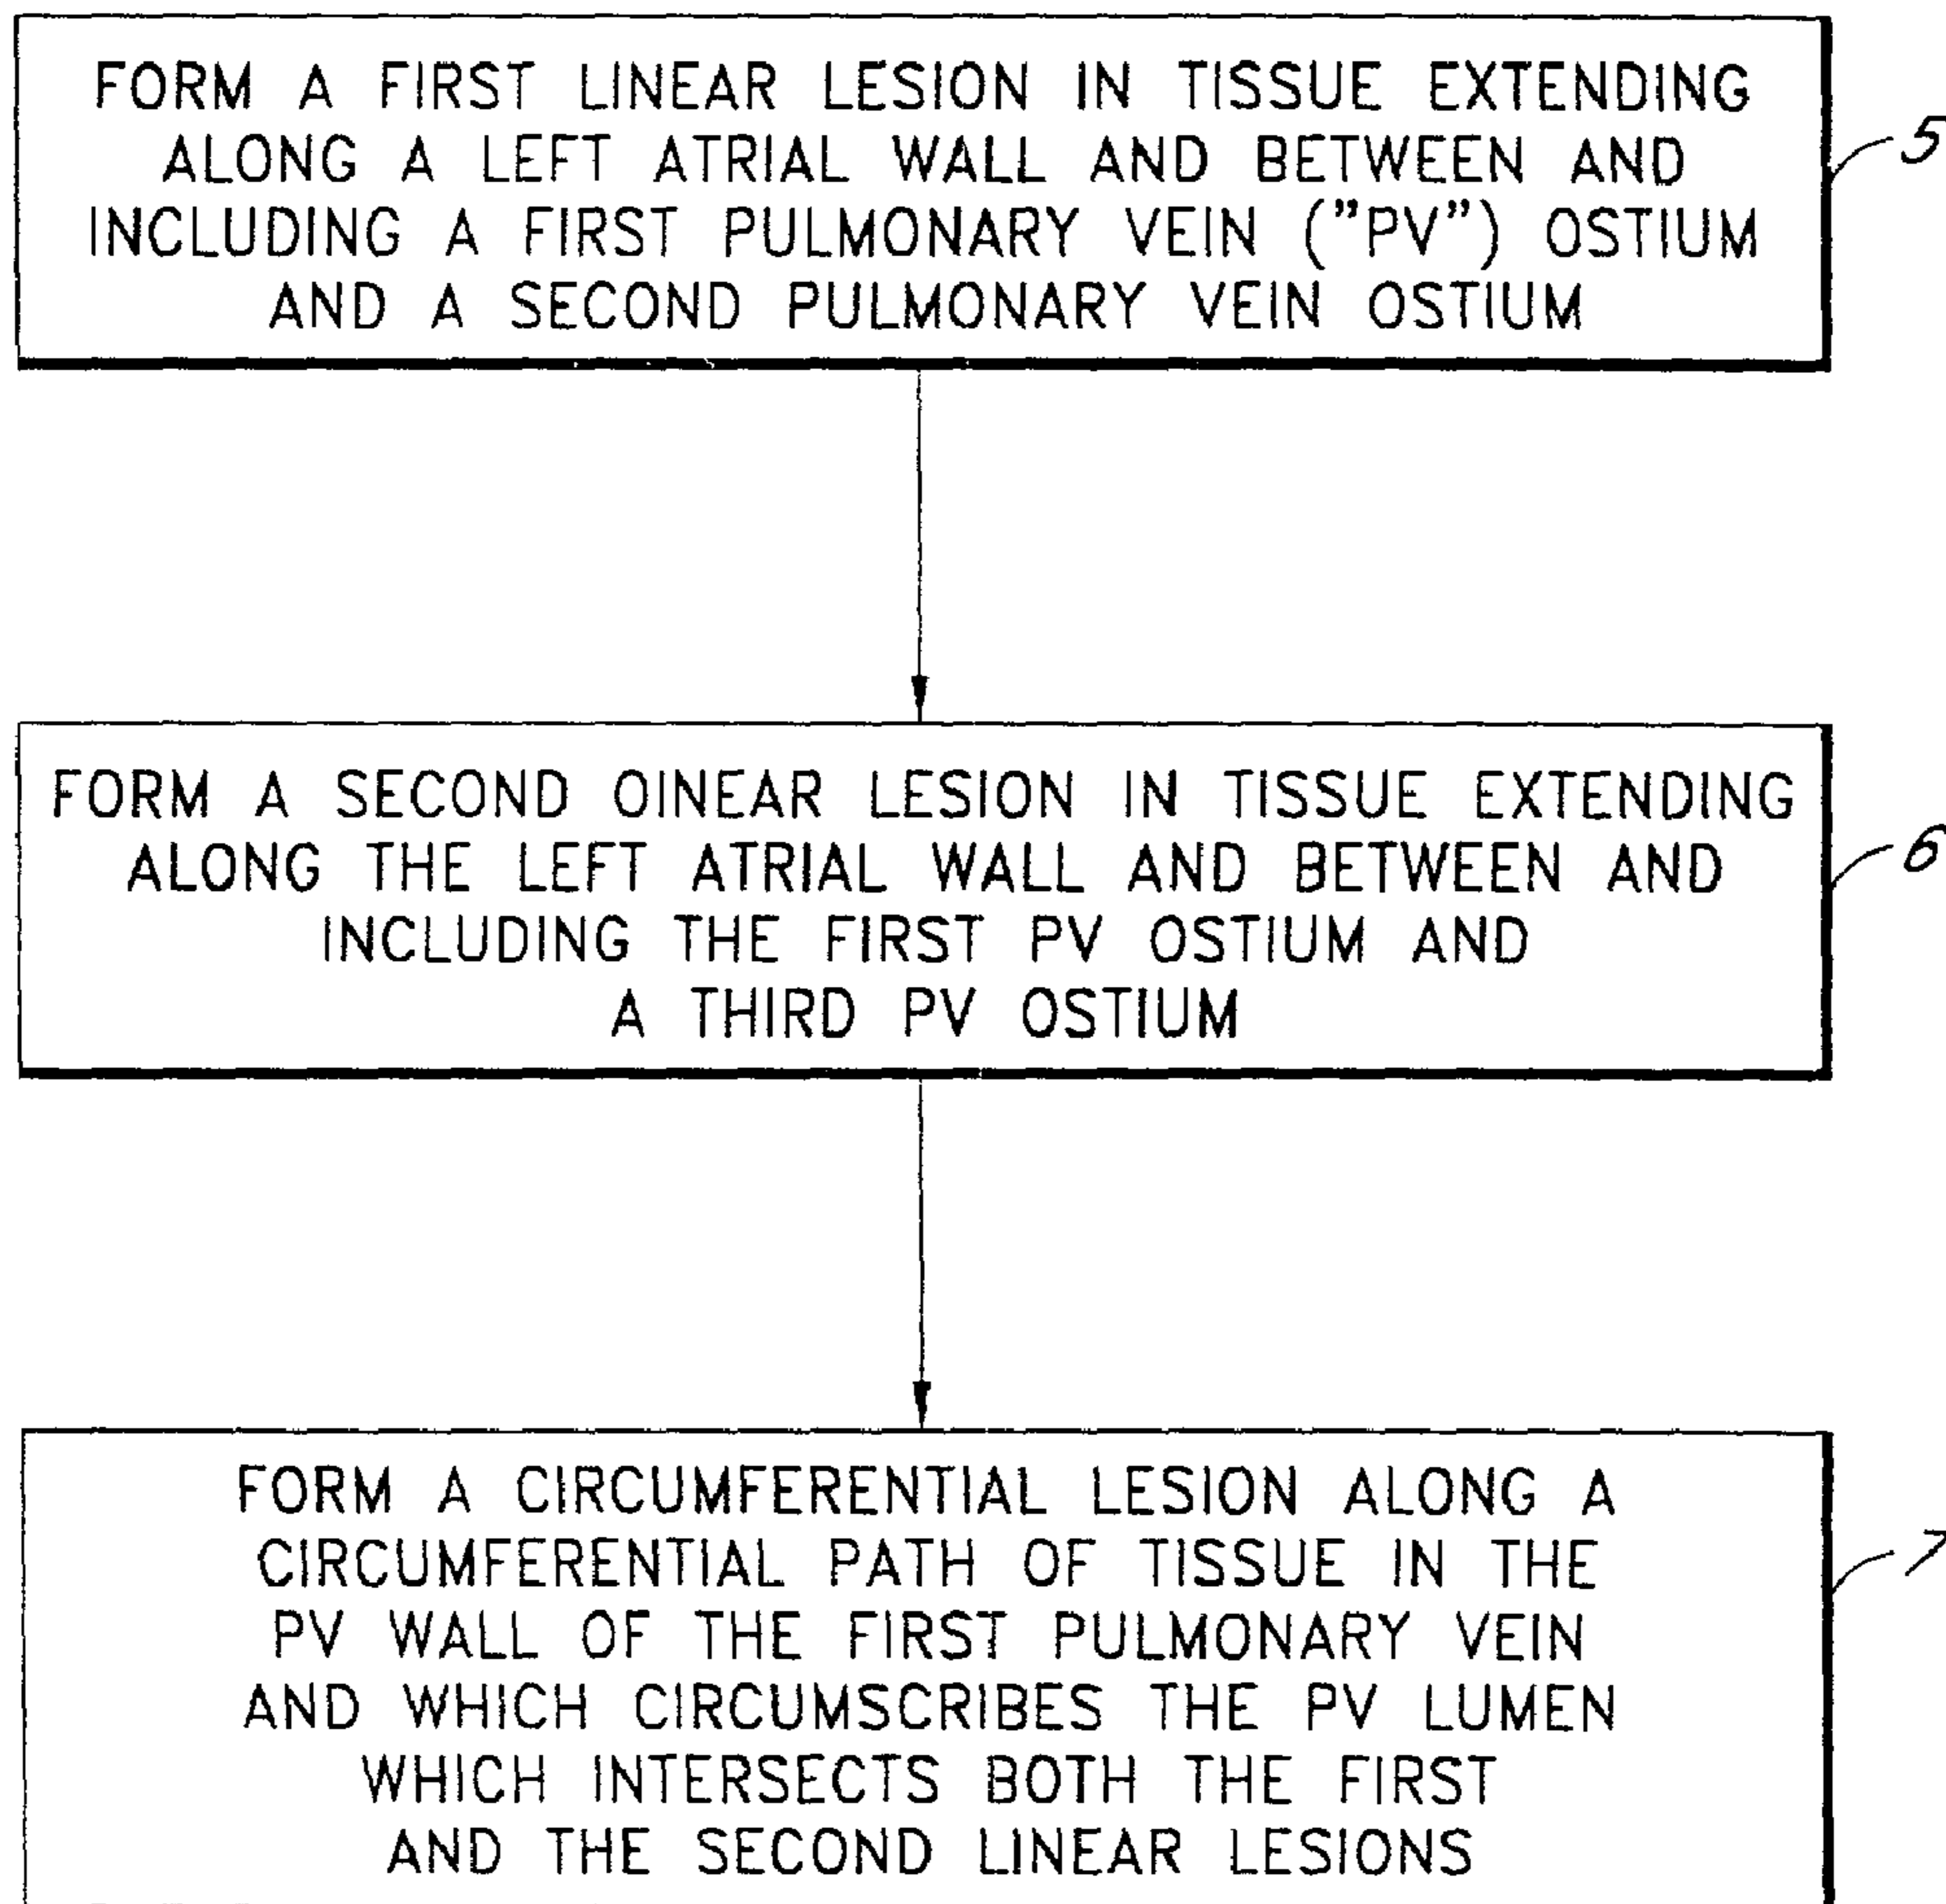 FORM A FIRST LINEAR LESION IN TISSUE EXTENDING
ALONG A LEFT ATRIAL WALL AND BETWEEN AND
INCLUDING A FIRST PULMONARY VEIN ("PV") OSTIUM
AND A SECOND PULMONARY VEIN OSTIUM
5
FORM A SECOND OINEAR LESION IN TISSUE EXTENDING
ALONG THE LEFT ATRIAL WALL AND BETWEEN AND
INCLUDING THE FIRST PV OSTIUM AND
A THIRD PV OSTIUM
6
FORM A CIRCUMFERENTIAL LESION ALONG A
CIRCUMFERENTIAL PATH OF TISSUE IN THE
PV WALL OF THE FIRST PULMONARY VEIN
AND WHICH CIRCUMSCRIBES THE PV LUMEN
WHICH INTERSECTS BOTH THE FIRST
AND THE SECOND LINEAR LESIONS
7